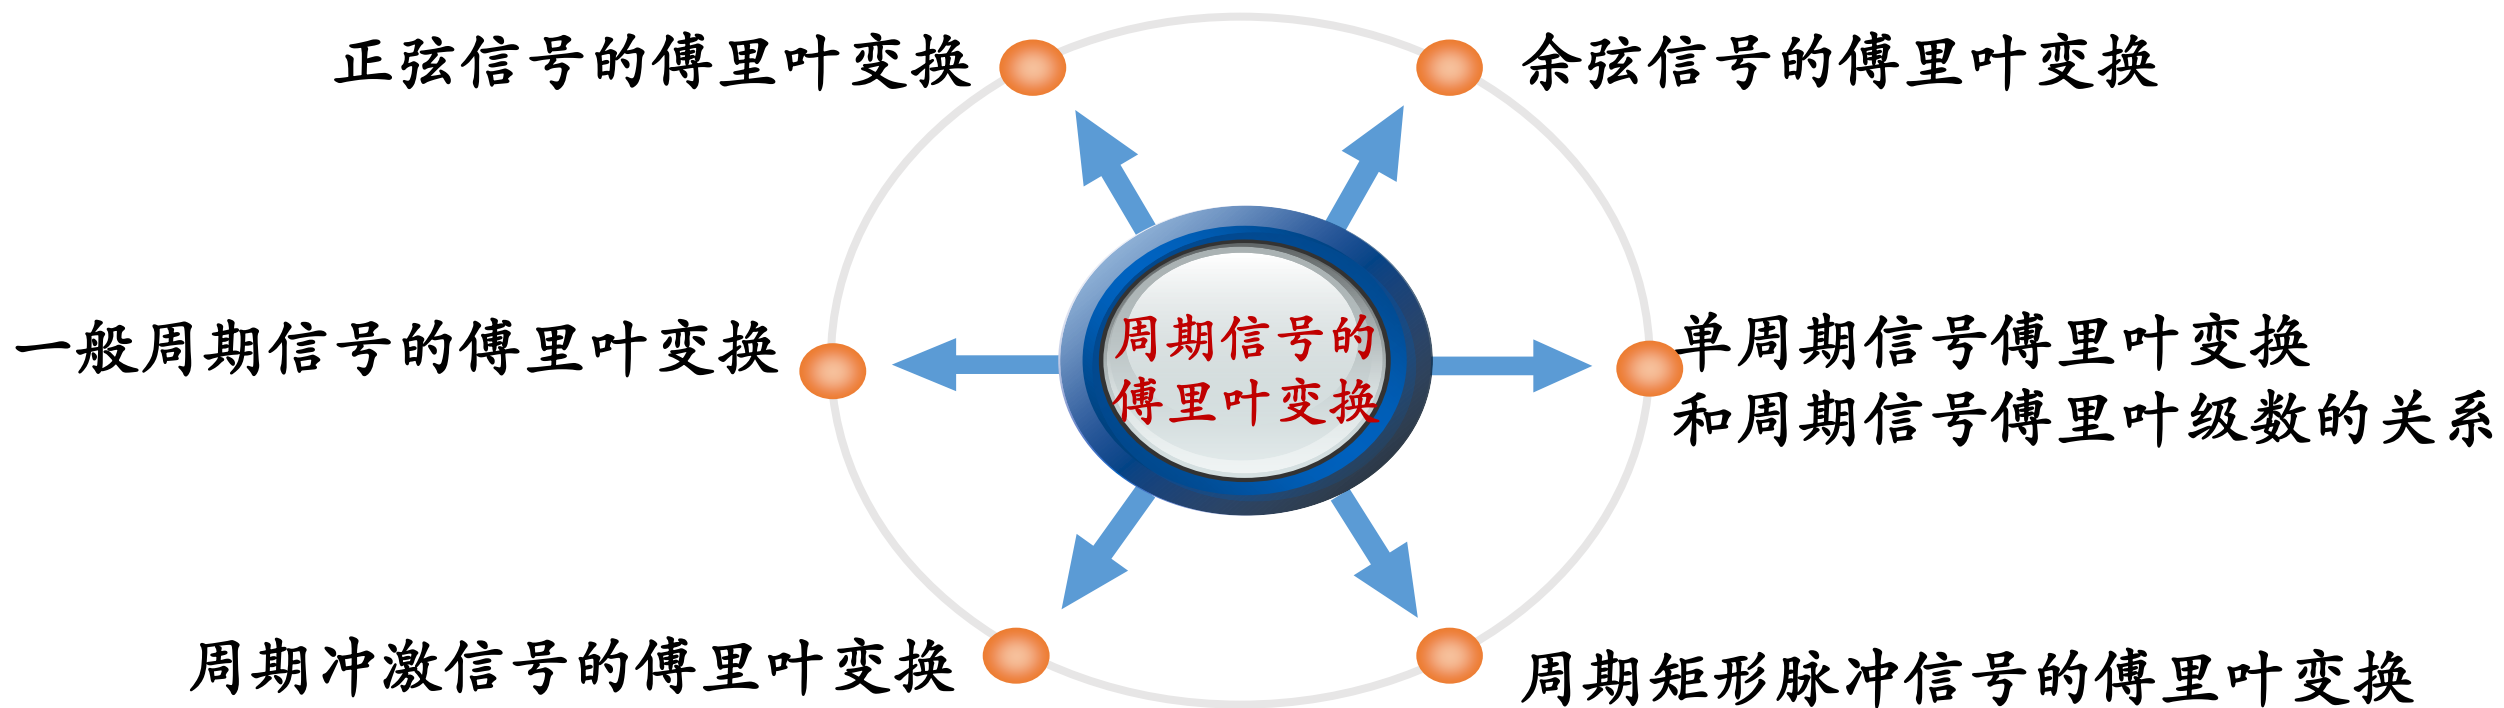 正弦信号的傅里叶变换
余弦信号傅里叶变换
一般周期信号的傅里叶变换
周期信号的
傅里叶变换
单位周期信号傅里叶变换
和周期信号傅里叶级数的关系
周期冲激信号的傅里叶变换
周期矩形脉冲信号的傅里叶变换